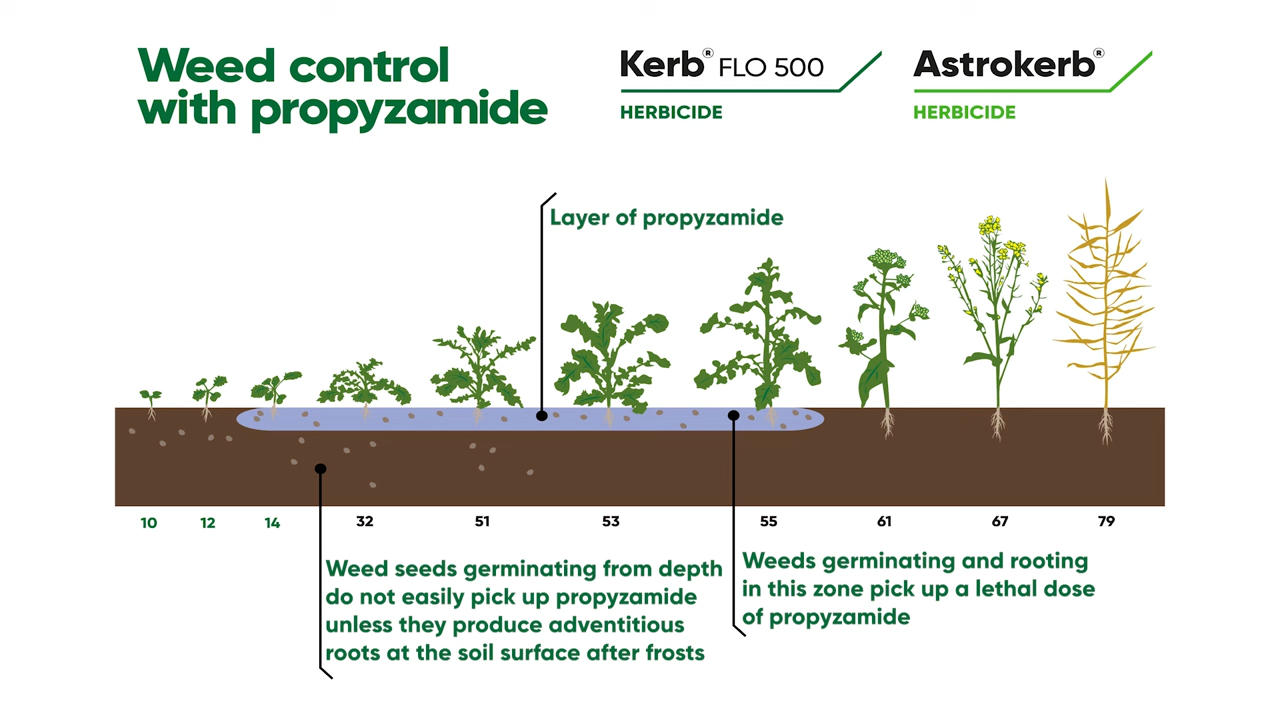 Weed control
with propyzamide
Kerb® FLO 500
HERBICIDE
Astrokerb®
HERBICIDE
Layer of propyzamide
10 12 14 32 51 53 55 61 67 79
Weed seeds germinating from depth
do not easily pick up propyzamide
unless they produce adventitious
roots at the soil surface after frosts
Weeds germinating and rooting
in this zone pick up a lethal dose
of propyzamide